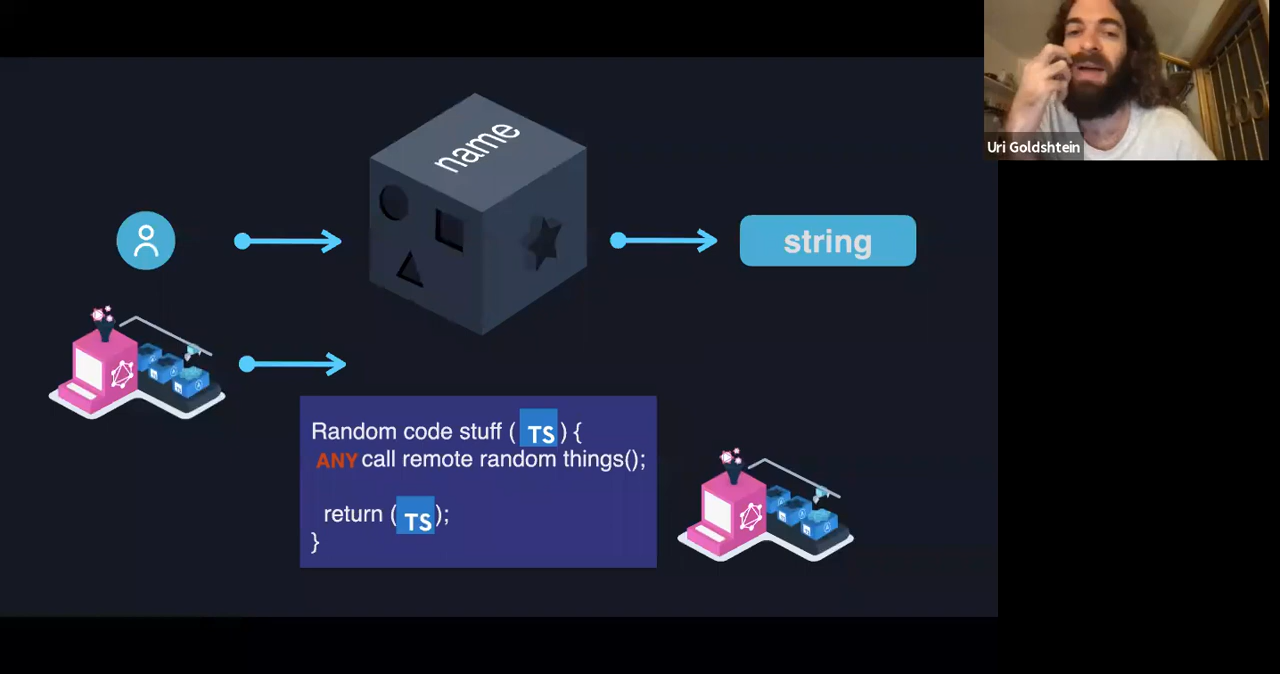 Uri Goldshtein
name
string
Random code stuff ( TS ) {
ANY call remote random things();
return ( TS );
}